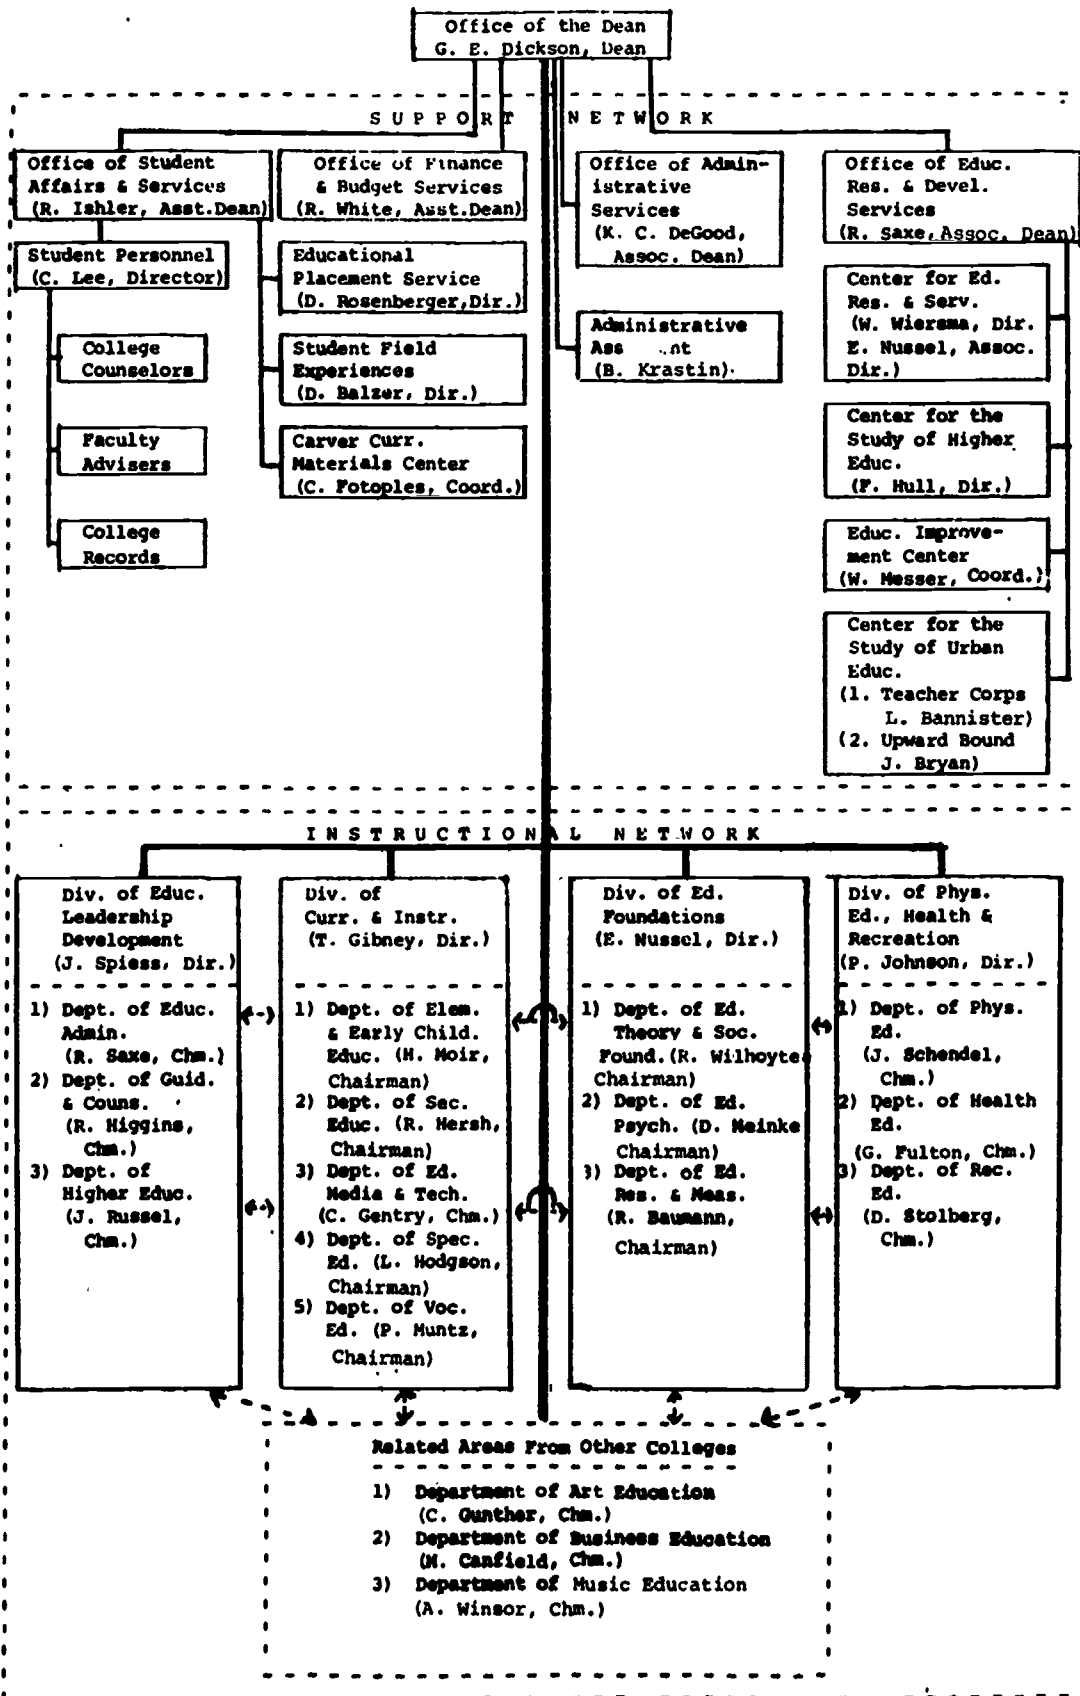 Office of the Dean
G. E. Dickson, Dean
SUPPORT NETWORK
Office of Student
Affairs & Services
(R. Ishler, Asst.Dean)
Student Personnel
(C. Lee, Director)
College
Counselors
Faculty
Advisers
College
Records
Office of Finance
& Budget Services
(R. White, Asst.Dean)
Educational
Placement Service
(D. Rosenberger,Dir.)
Student Field
Experiences
(D. Balzer, Dir.)
Carver Curr.
Materials Center
(C. Fotoples, Coord.)
Office of Admin-
istrative
Services
(K. C. DeGood,
Assoc. Dean)
Administrative
(B. Krastin)
Office of Educ.
Res. & Devel.
Services
(R. Saxe, Assoc. Dean)
Center for Ed.
Res. & Serv.
(W. Wiersma, Dir.
E. Nussel, Assoc.
Dir.)
Center for the
Study of Higher
Educ.
(F. Hull, Dir.)
Educ. Improve-
ment Center
(W. Messer, Coord.)
Center for the
Study of Urban
Educ.
(1. Teacher Corps
L. Bannister)
(2. Upward Bound
J. Bryan)
INSTRUCTIONAL NETWORK
Div. of Educ.
Leadership
Development
(J. Spiess, Dir.)
1) Dept. of Educ.
Admin.
(R. Saxe, Chm.)
2) Dept. of Guid.
& Couns.
(R. Higgins,
Chm.)
3) Dept. of
Higher Educ.
(J. Russel,
Chm.)
Div. of
Curr. & Instr.
(T. Gibney, Dir.)
1) Dept. of Elem.
& Early Child.
Educ. (H. Moir,
Chairman)
2) Dept. of Sec.
Educ. (R. Hersh,
Chairman)
3) Dept. of Ed.
Media & Tech.
(C. Gentry, Chm.)
4) Dept. of Spec.
Ed. (L. Hodgson,
Chairman)
5) Dept. of Voc.
Ed. (P. Muntz,
Chairman)
Div. of Ed.
Foundations
(E. Nussel, Dir.)
1) Dept. of Ed.
Theory & Soc.
Found.(R. Wilhoyte
Chairman)
2) Dept. of Ed.
Psych. (D. Meinke
Chairman)
3) Dept. of Ed.
Res. & Meas.
(R. Baumann,
Chairman)
Div. of Phys.
Ed., Health &
Recreation
(P. Johnson, Dir.)
1) Dept. of Phys.
Ed.
(J. Schendel,
Chm.)
2) Dept. of Health
Ed.
(G. Fulton, Chm.)
3) Dept. of Rec.
Ed.
(D. Stolberg,
Chm.)
Related Areas From Other Colleges
1) Department of Art Education
(C. Gunther, Chm.)
2) Department of Business Education
(M. Canfield, Chm.)
3) Department of Music Education
(A. Winsor, Chm.)